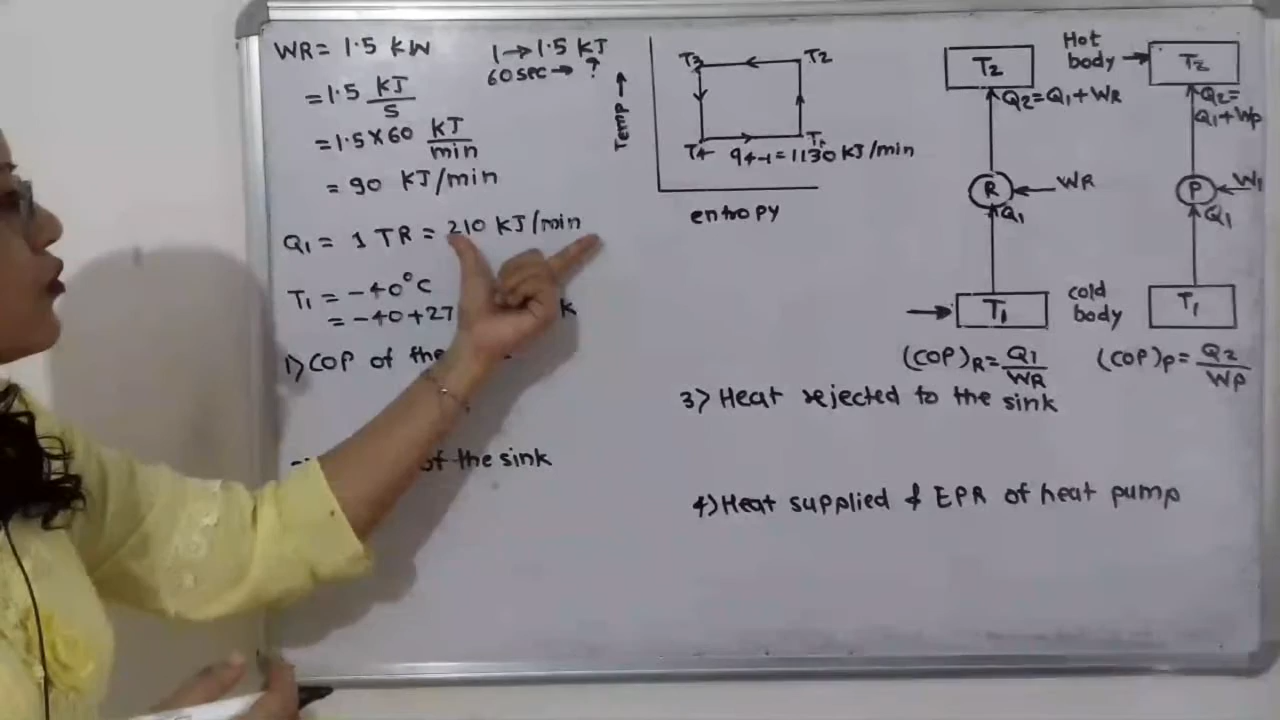 WR = 1.5 KW
= 1.5 KJ/S
= 1.5 × 60 KJ/min
= 90 KJ/min
1 → 1.5 KJ
60 sec → ?
Q1 = 1 TR = 210 KJ/min
T1 = -40°C
= -40 + 27 K
1) COP of the
of the sink
Temp →
T3 T2
T4 T1
q4-1 = 1130 KJ/min
entropy
T2
Q2 = Q1 + WR
R WR
Q1
T1
(COP)R = Q1/WR
Hot body →
cold body
T2
Q2 = Q1 + Wp
P
Q1
T1
(COP)P = Q2/WP
3) Heat rejected to the sink
4) Heat supplied & EPR of heat pump